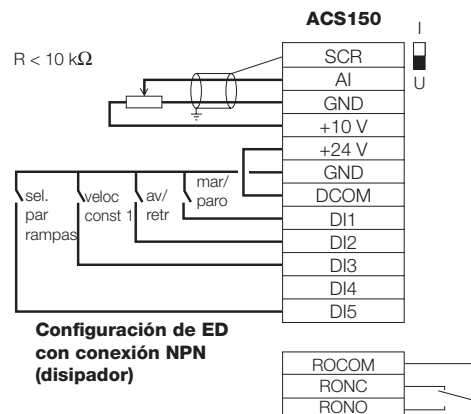 ACS150
I
R < 10 kΩ
SCR
AI
U
GND
+10 V
+24 V
GND
DCOM
DI1
DI2
DI3
DI4
DI5
sel.
par
rampas
veloc
const 1
av/
retr
mar/
paro
Configuración de ED
con conexión NPN
(disipador)
ROCOM
RONC
RONO